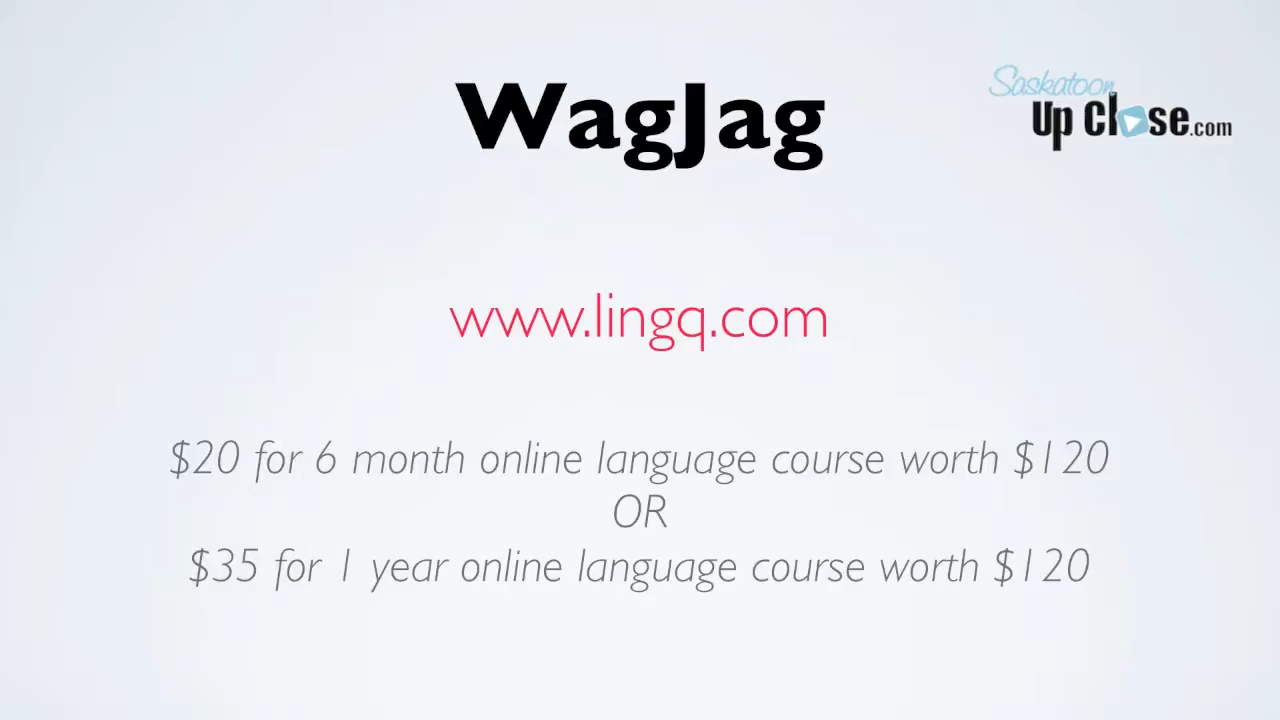 WagJag
Saskatoon
Up Close.com
www.lingq.com
$20 for 6 month online language course worth $120
OR
$35 for 1 year online language course worth $120